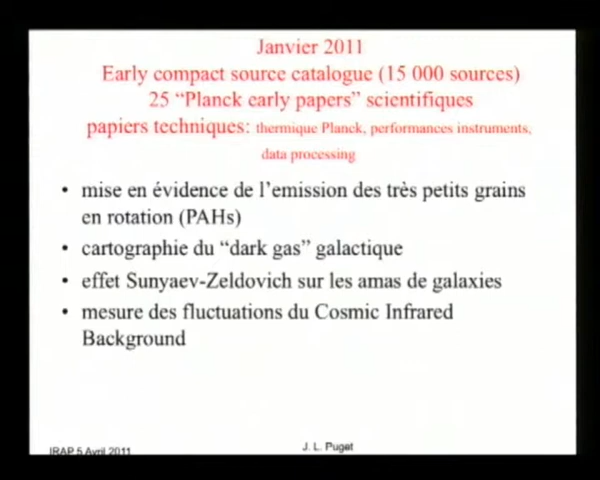 Janvier 2011
Early compact source catalogue (15 000 sources)
25 “Planck early papers” scientifiques
papiers techniques: thermique Planck, performances instruments,
data processing
• mise en évidence de l’emission des très petits grains
en rotation (PAHs)
• cartographie du “dark gas” galactique
• effet Sunyaev-Zeldovich sur les amas de galaxies
• mesure des fluctuations du Cosmic Infrared
Background
IRAP 5 Avril 2011
J. L. Puget